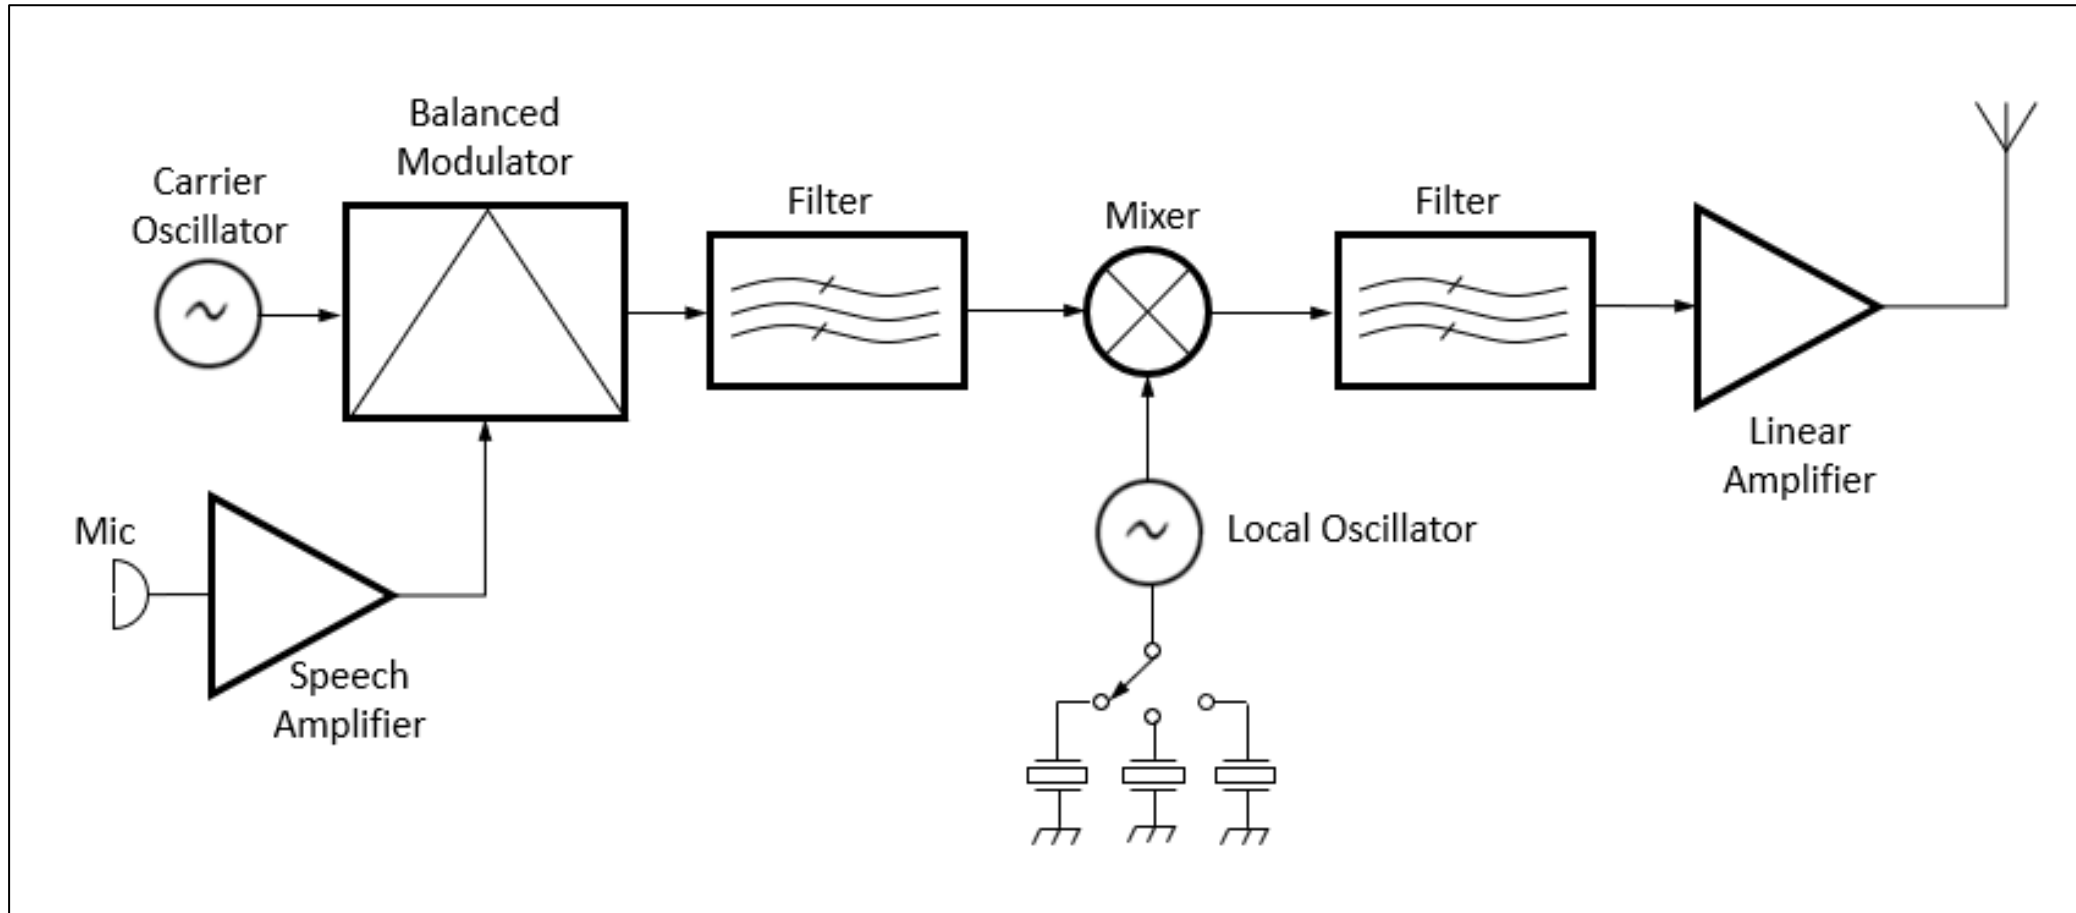 Balanced
Modulator
Carrier
Oscillator
Filter
Mixer
Filter
Linear
Amplifier
Local Oscillator
Mic
Speech
Amplifier